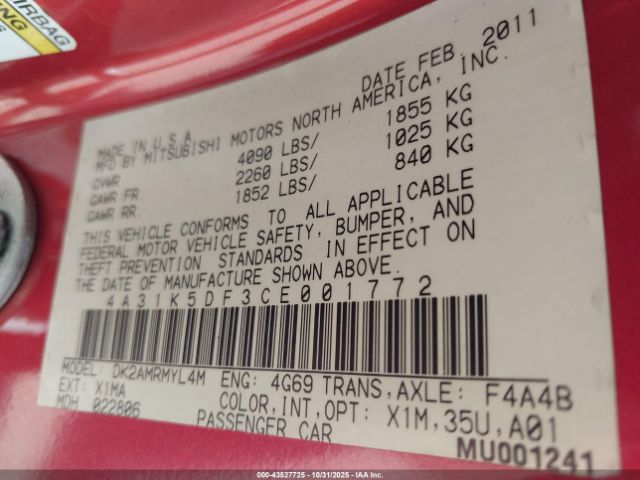 AIRBAG
DATE FEB 2011
MADE IN U.S.A
MFD BY MITSUBISHI MOTORS NORTH AMERICA, INC.
GVWR 4090 LBS/ 1855 KG
GAWR FR. 2260 LBS/ 1025 KG
GAWR RR. 1852 LBS/ 840 KG
THIS VEHICLE CONFORMS TO ALL APPLICABLE
FEDERAL MOTOR VEHICLE SAFETY, BUMPER, AND
THEFT PREVENTION STANDARDS IN EFFECT ON
THE DATE OF MANUFACTURE SHOWN ABOVE.
4A31K5DF3CE001772
MODEL: DK2AMRMYL4M ENG: 4G69 TRANS,AXLE: F4A4B
EXT: X1MA COLOR,INT,OPT: X1M,35U,A01
MDH 022806 PASSENGER CAR
MU001241
000-43527725 - 10/31/2025 - IAAI.COM